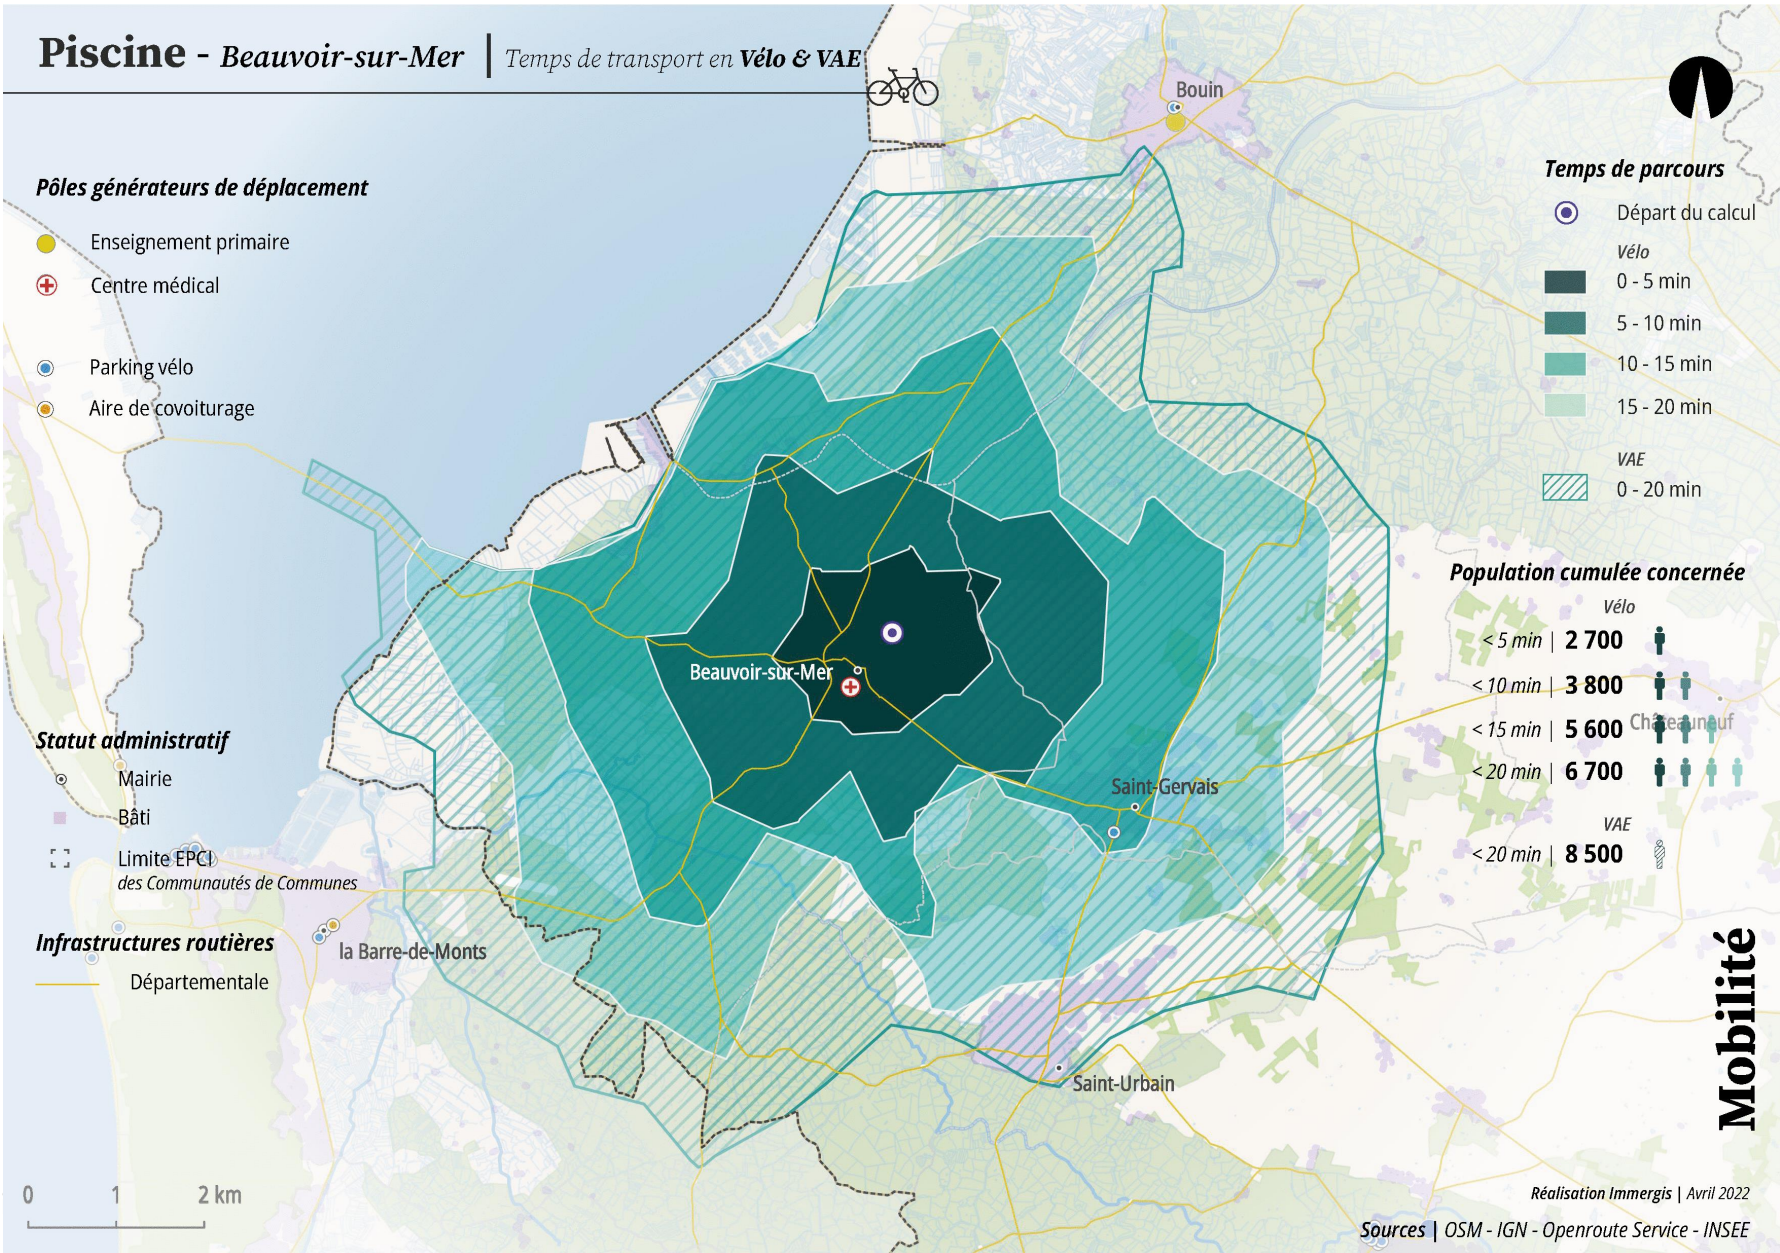 Piscine - Beauvoir-sur-Mer | Temps de transport en Vélo & VAE
Pôles générateurs de déplacement
Enseignement primaire
Centre médical
Parking vélo
Aire de covoiturage
Statut administratif
Mairie
Bâti
Limite EPCI
des Communautés de Communes
Infrastructures routières
Départementale
0 1 2 km
Bouin
Beauvoir-sur-Mer
Saint-Gervais
la Barre-de-Monts
Saint-Urbain
Châteauneuf
Temps de parcours
Départ du calcul
Vélo
0 - 5 min
5 - 10 min
10 - 15 min
15 - 20 min
VAE
0 - 20 min
Population cumulée concernée
Vélo
< 5 min | 2 700
< 10 min | 3 800
< 15 min | 5 600
< 20 min | 6 700
VAE
< 20 min | 8 500
Mobilité
Réalisation Immergis | Avril 2022
Sources | OSM - IGN - Openroute Service - INSEE